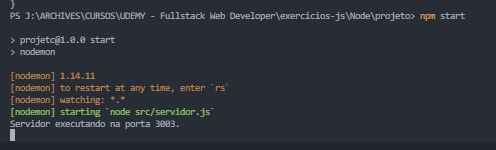 }
PS J:\ARCHIVES\CURSOS\UDEMY - Fullstack Web Developer\exercicios-js\Node\projeto> npm start
> projetc@1.0.0 start
> nodemon
[nodemon] 1.14.11
[nodemon] to restart at any time, enter `rs`
[nodemon] watching: *.*
[nodemon] starting `node src/servidor.js`
Servidor executando na porta 3003.